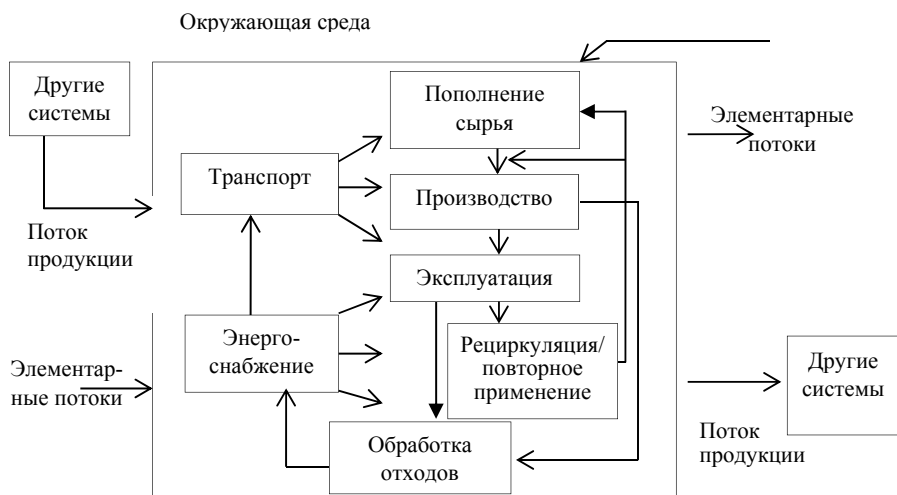 Окружающая среда
Другие
системы
Пополнение
сырья
Элементарные
потоки
Транспорт
Производство
Поток
продукции
Эксплуатация
Энерго-
снабжение
Рециркуляция/
повторное
применение
Элементар-
ные потоки
Другие
системы
Обработка
отходов
Поток
продукции